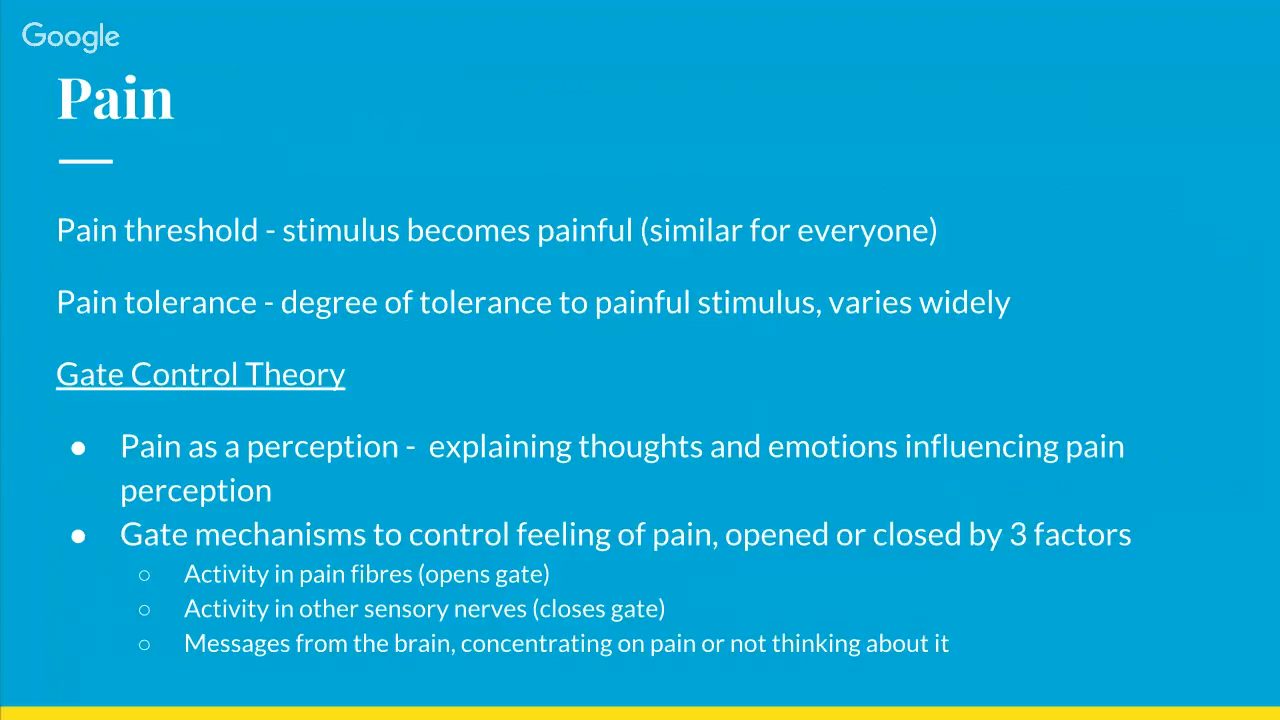 Google
Pain
Pain threshold - stimulus becomes painful (similar for everyone)
Pain tolerance - degree of tolerance to painful stimulus, varies widely
Gate Control Theory
● Pain as a perception -  explaining thoughts and emotions influencing pain
perception
● Gate mechanisms to control feeling of pain, opened or closed by 3 factors
○ Activity in pain fibres (opens gate)
○ Activity in other sensory nerves (closes gate)
○ Messages from the brain, concentrating on pain or not thinking about it